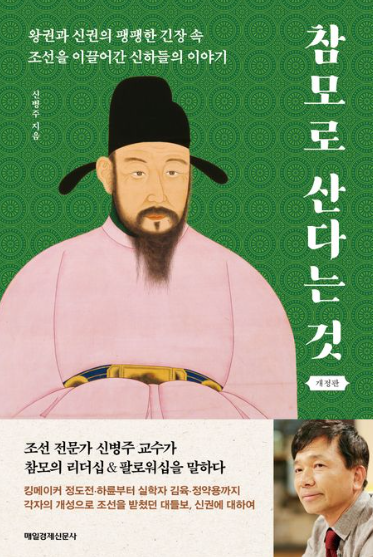 왕권과 신권의 팽팽한 긴장 속
조선을 이끌어간 신하들의 이야기
신병주 지음
참모로 산다는 것
개정판
조선 전문가 신병주 교수가
참모의 리더십&팔로워십을 말하다
킹메이커 정도전·하륜부터 실학자 김육·정약용까지
각자의 개성으로 조선을 받쳤던 대들보, 신권에 대하여
매일경제신문사